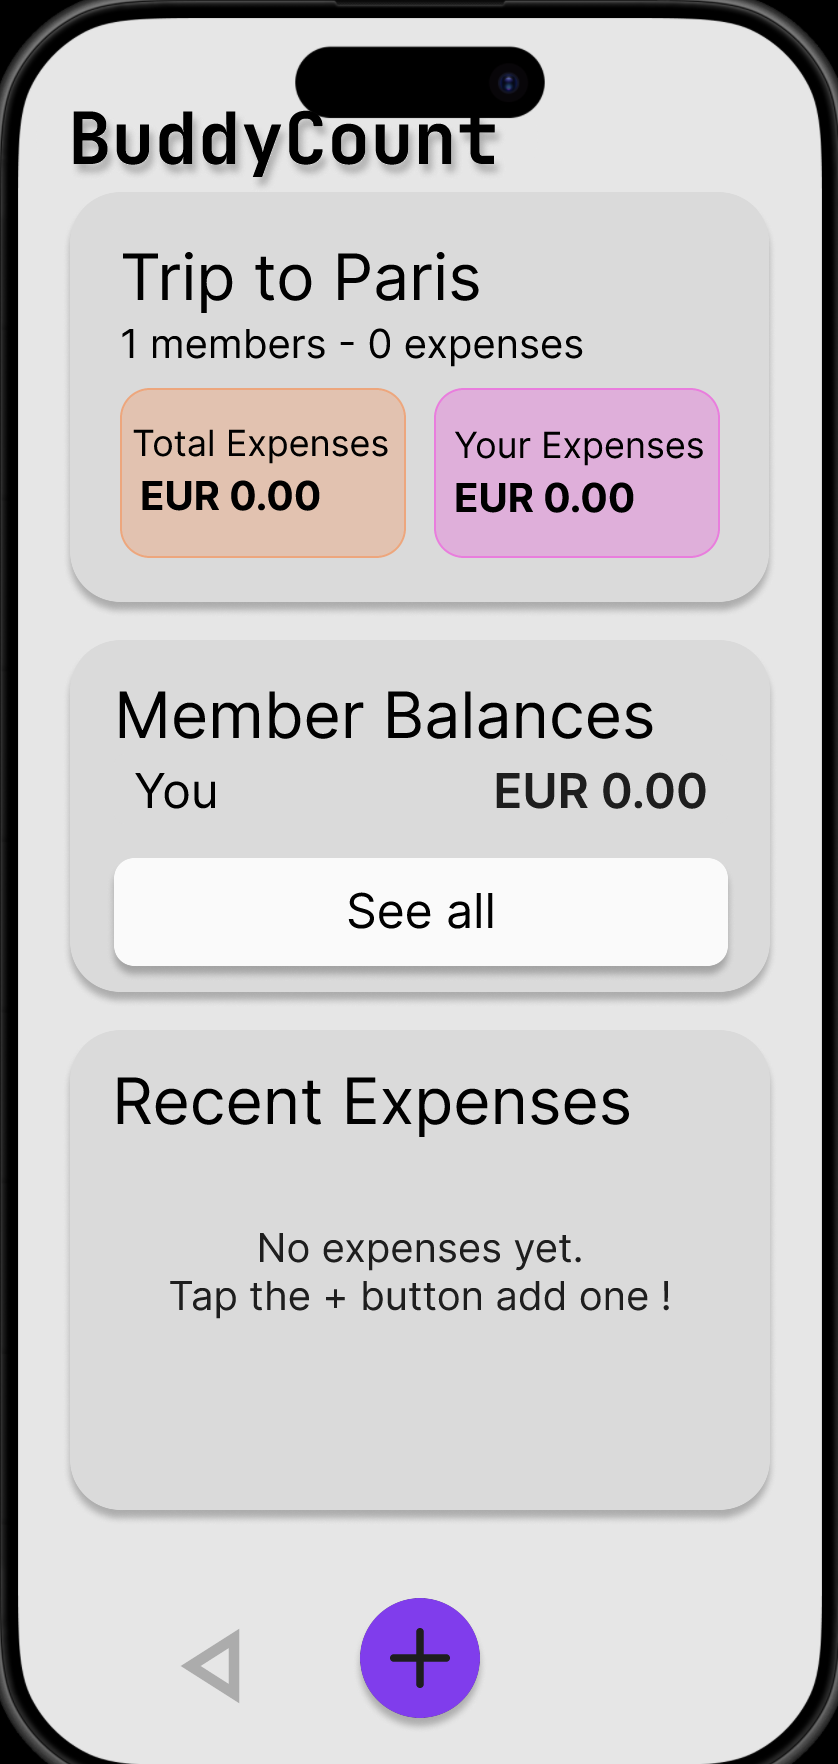 BuddyCount
Trip to Paris
1 members - 0 expenses
Total Expenses
EUR 0.00
Your Expenses
EUR 0.00
Member Balances
You EUR 0.00
See all
Recent Expenses
No expenses yet.
Tap the + button add one !